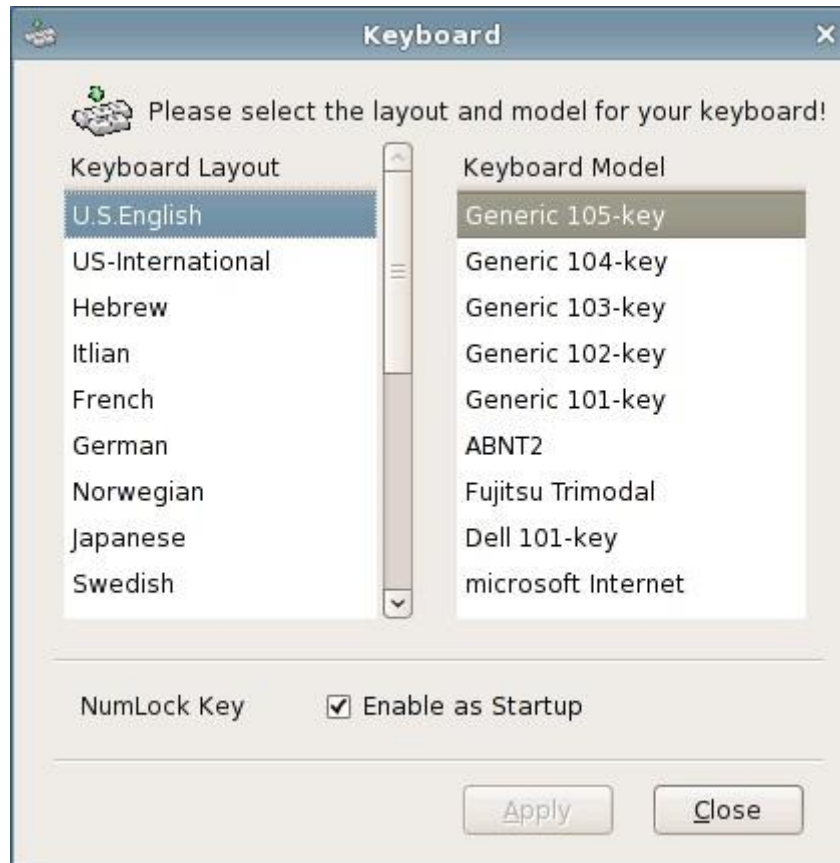 Keyboard
Please select the layout and model for your keyboard!
Keyboard Layout
U.S.English
US-International
Hebrew
Itlian
French
German
Norwegian
Japanese
Swedish
Keyboard Model
Generic 105-key
Generic 104-key
Generic 103-key
Generic 102-key
Generic 101-key
ABNT2
Fujitsu Trimodal
Dell 101-key
microsoft Internet
NumLock Key Enable as Startup
Apply Close